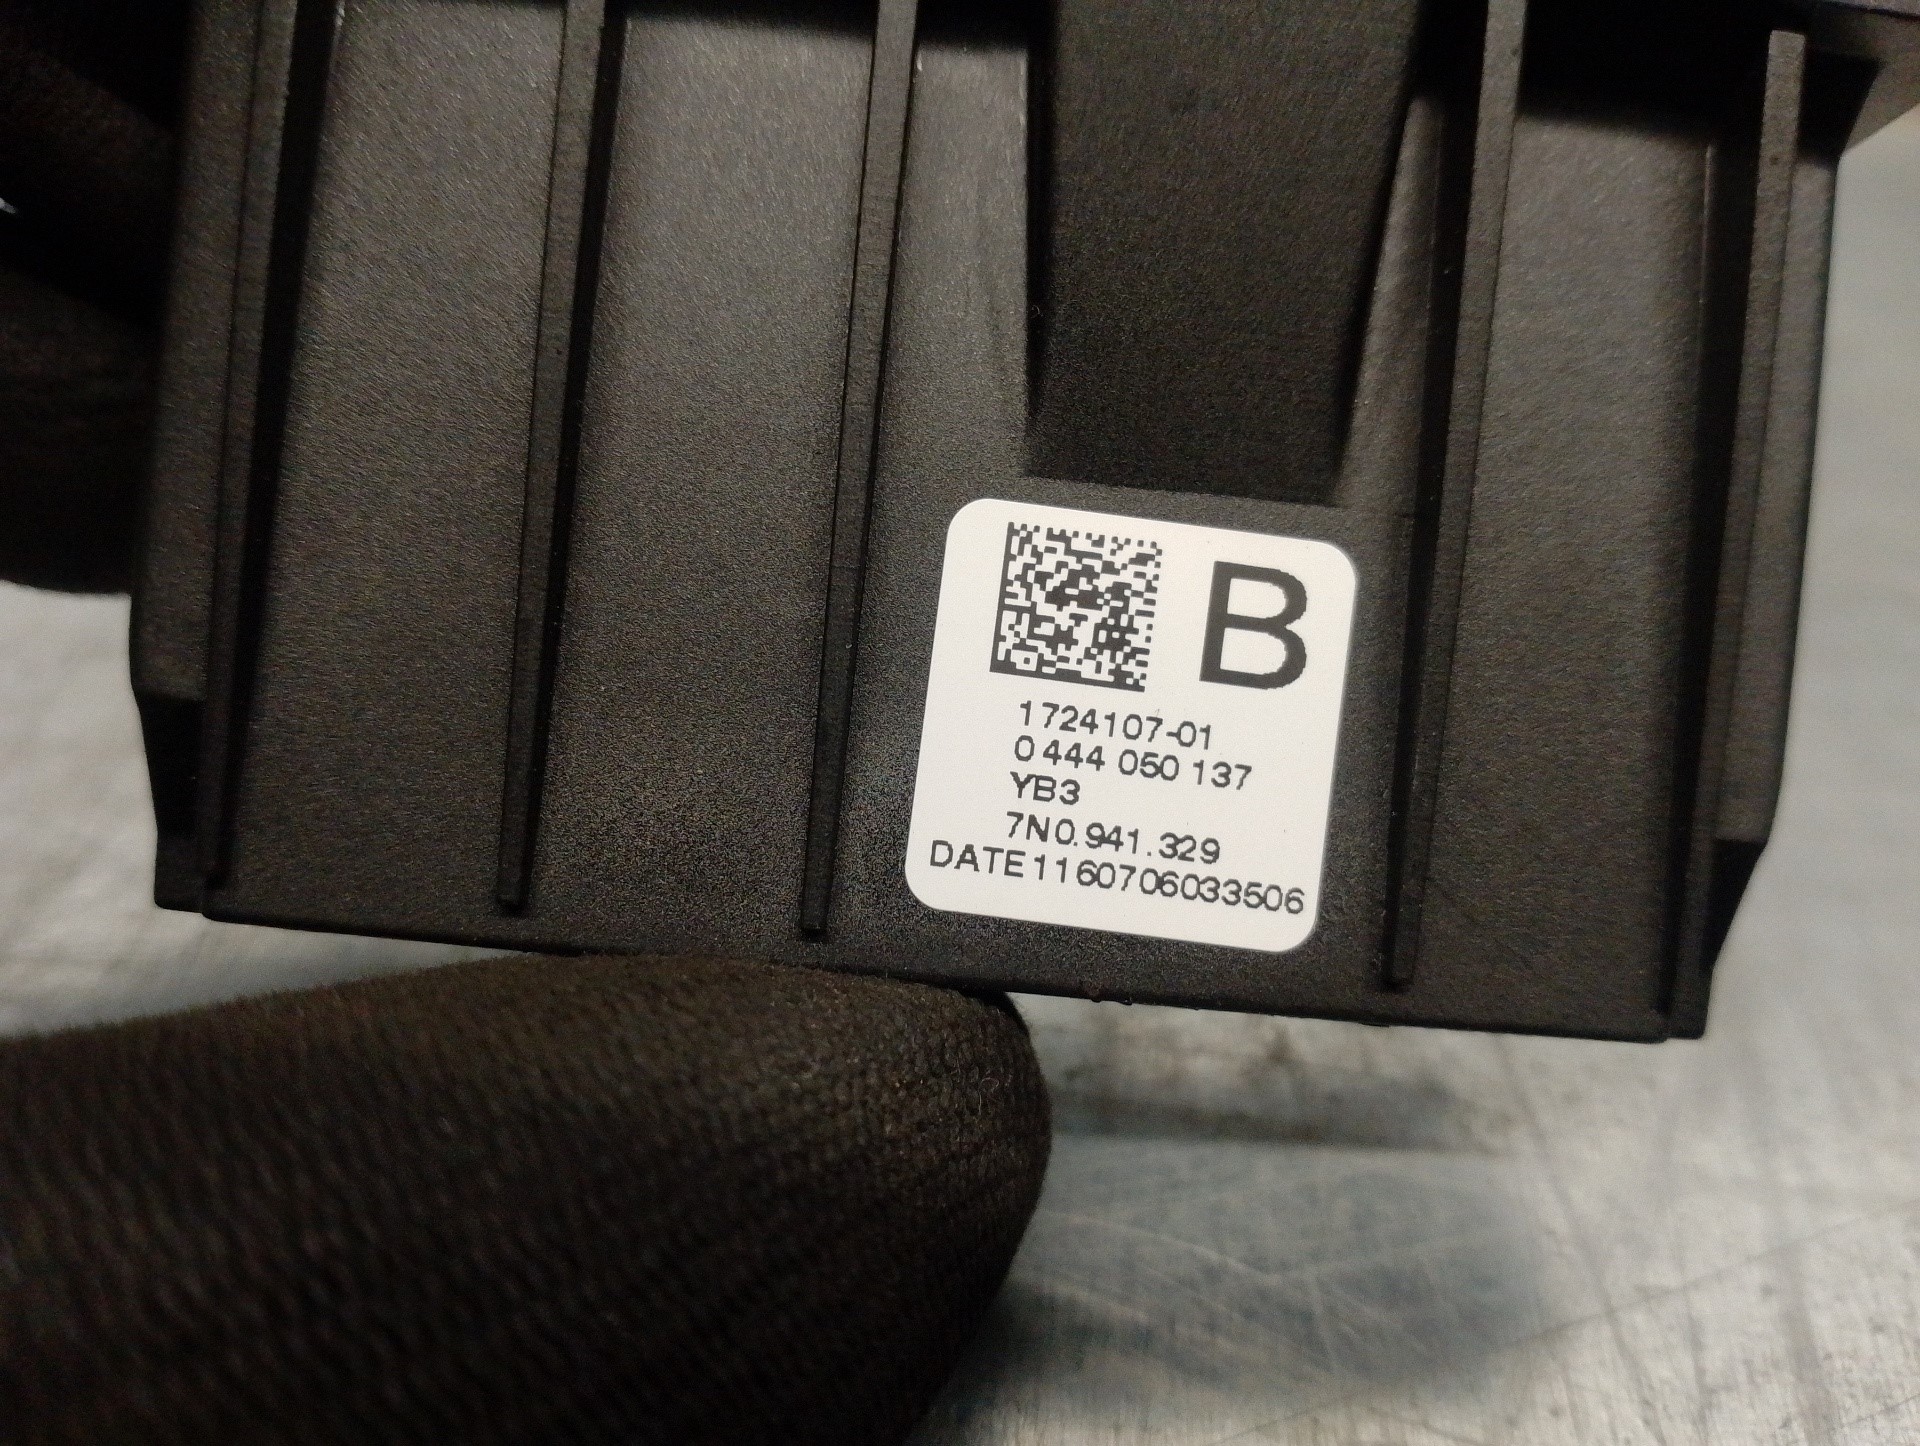 B
1724107-01
0 444 050 137
YB3
7N0.941.329
DATE1160706033506